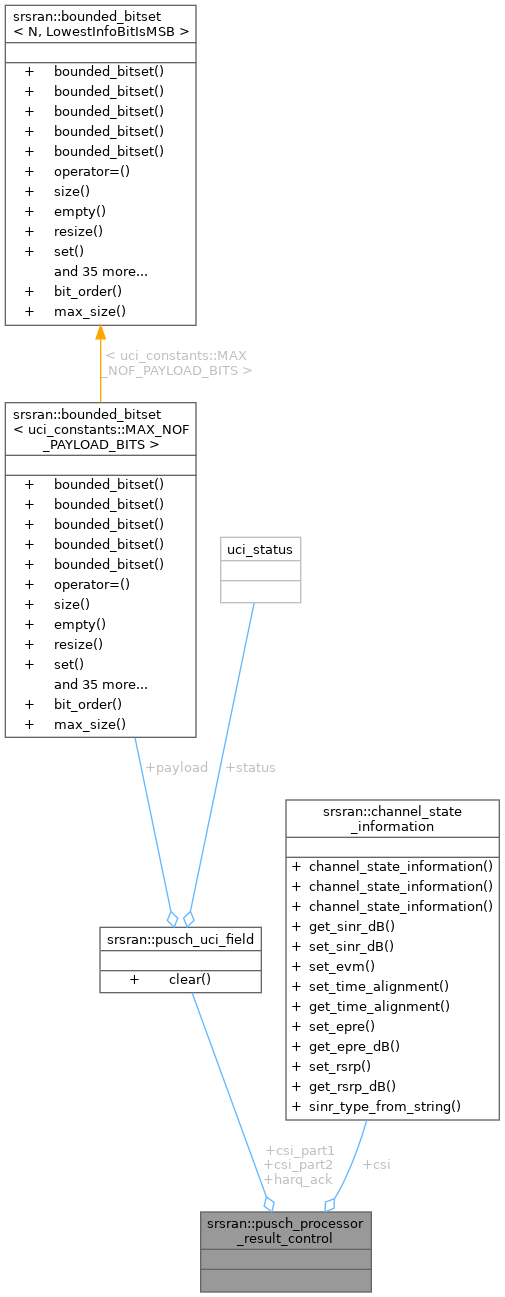 srsran::bounded_bitset
< N, LowestInfoBitIsMSB >
+ bounded_bitset()
+ bounded_bitset()
+ bounded_bitset()
+ bounded_bitset()
+ bounded_bitset()
+ operator=()
+ size()
+ empty()
+ resize()
+ set()
and 35 more...
+ bit_order()
+ max_size()
< uci_constants::MAX
_NOF_PAYLOAD_BITS >
srsran::bounded_bitset
< uci_constants::MAX_NOF
_PAYLOAD_BITS >
+ bounded_bitset()
+ bounded_bitset()
+ bounded_bitset()
+ bounded_bitset()
+ bounded_bitset()
+ operator=()
+ size()
+ empty()
+ resize()
+ set()
and 35 more...
+ bit_order()
+ max_size()
uci_status
+payload
+status
srsran::channel_state
_information
+ channel_state_information()
+ channel_state_information()
+ channel_state_information()
+ get_sinr_dB()
+ set_sinr_dB()
+ set_evm()
+ set_time_alignment()
+ get_time_alignment()
+ set_epre()
+ get_epre_dB()
+ set_rsrp()
+ get_rsrp_dB()
+ sinr_type_from_string()
srsran::pusch_uci_field
+ clear()
+csi_part1
+csi_part2
+harq_ack
+csi
srsran::pusch_processor
_result_control